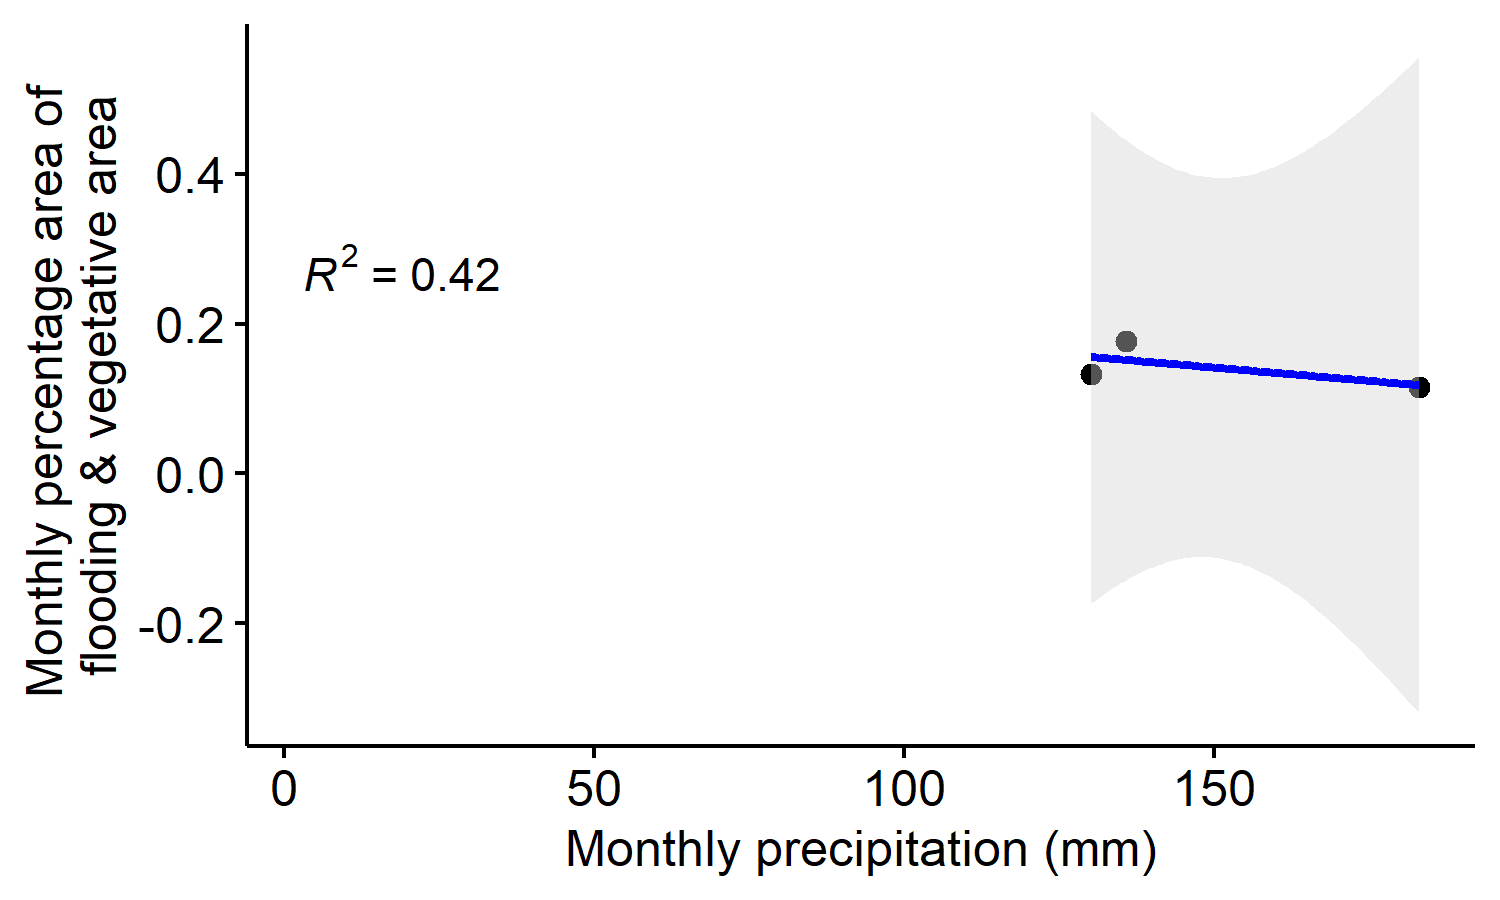 Monthly percentage area of
flooding & vegetative area
0.4
0.2
0.0
-0.2
R² = 0.42
0
50
100
150
Monthly precipitation (mm)